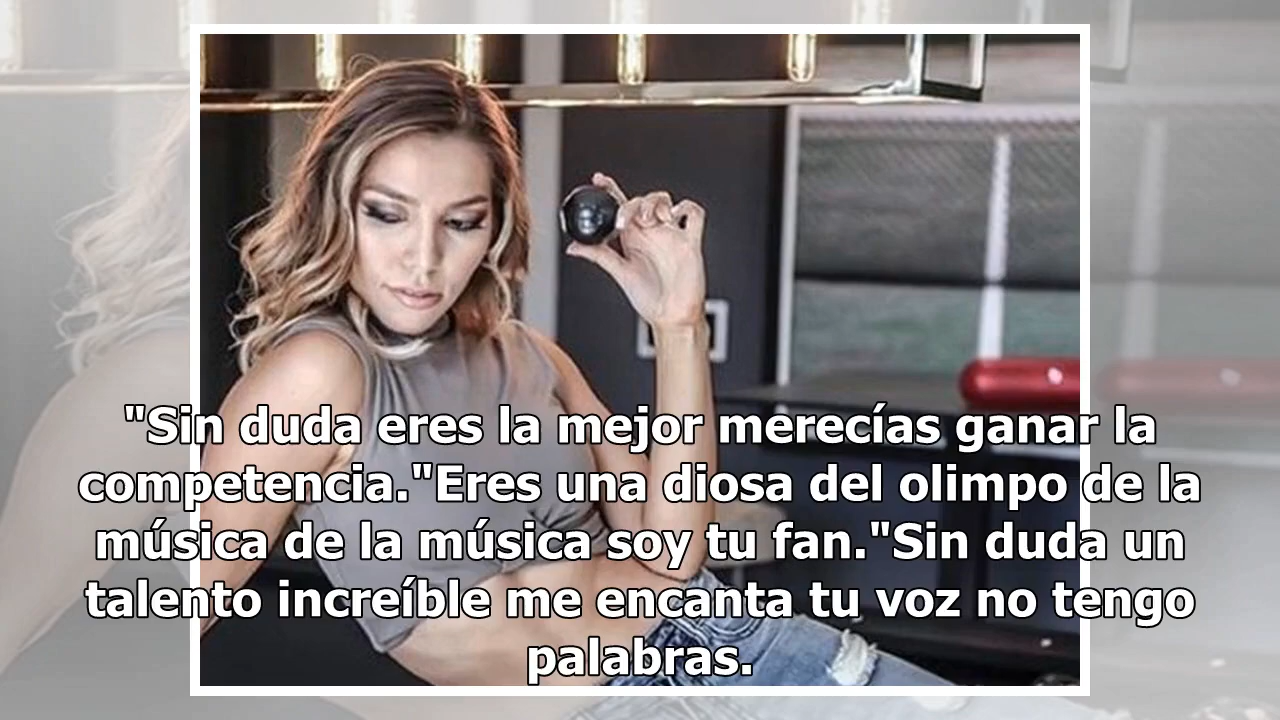 "Sin duda eres la mejor merecías ganar la
competencia."Eres una diosa del olimpo de la
música de la música soy tu fan."Sin duda un
talento increíble me encanta tu voz no tengo
palabras.